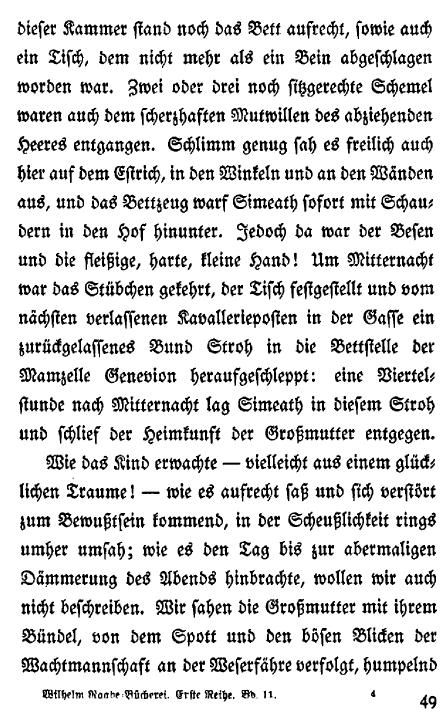 dieser Kammer stand noch das Bett aufrecht, sowie auch
ein Tisch, dem nicht mehr als ein Bein abgeschlagen
worden war. Zwei oder drei noch sitzgerechte Schemel
waren auch dem scherzhaften Mutwillen des abziehenden
Heeres entgangen. Schlimm genug sah es freilich auch
hier auf dem Estrich, in den Winkeln und an den Wänden
aus, und das Bettzeug warf Simeath sofort mit Schau-
dern in den Hof hinunter. Jedoch da war der Besen
und die fleißige, harte, kleine Hand! Um Mitternacht
war das Stübchen gekehrt, der Tisch festgestellt und vom
nächsten verlassenen Kavallerieposten in der Gasse ein
zurückgelassenes Bund Stroh in die Bettstelle der
Mamzelle Genevion heraufgeschleppt: eine Viertel-
stunde nach Mitternacht lag Simeath in diesem Stroh
und schlief der Heimkunft der Großmutter entgegen.
Wie das Kind erwachte — vielleicht aus einem glück-
lichen Traume! — wie es aufrecht saß und sich verstört
zum Bewußtsein kommend, in der Scheußlichkeit rings
umher umsah; wie es den Tag bis zur abermaligen
Dämmerung des Abends hinbrachte, wollen wir auch
nicht beschreiben. Wir sahen die Großmutter mit ihrem
Bündel, von dem Spott und den bösen Blicken der
Wachtmannschaft an der Weserfähre verfolgt, humpelnd
Wilhelm Raabe-Bücherei. Erste Reihe. Bd. 11. 4
49